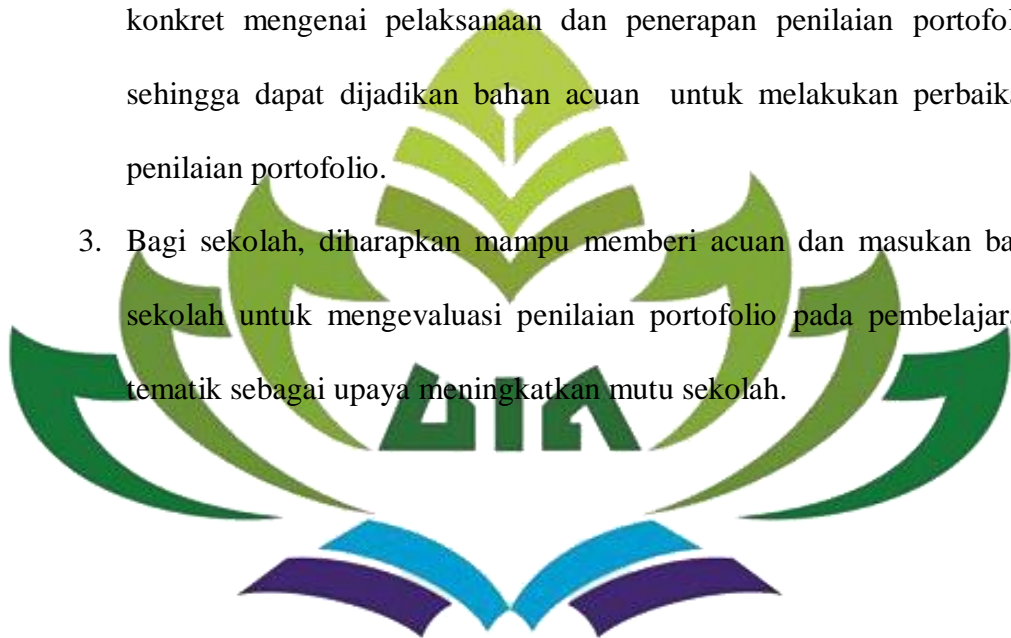 konkret mengenai pelaksanaan dan penerapan penilaian portofol
sehingga dapat dijadikan bahan acuan untuk melakukan perbaika
penilaian portofolio.
3. Bagi sekolah, diharapkan mampu memberi acuan dan masukan ba
sekolah untuk mengevaluasi penilaian portofolio pada pembelajara
tematik sebagai upaya meningkatkan mutu sekolah.